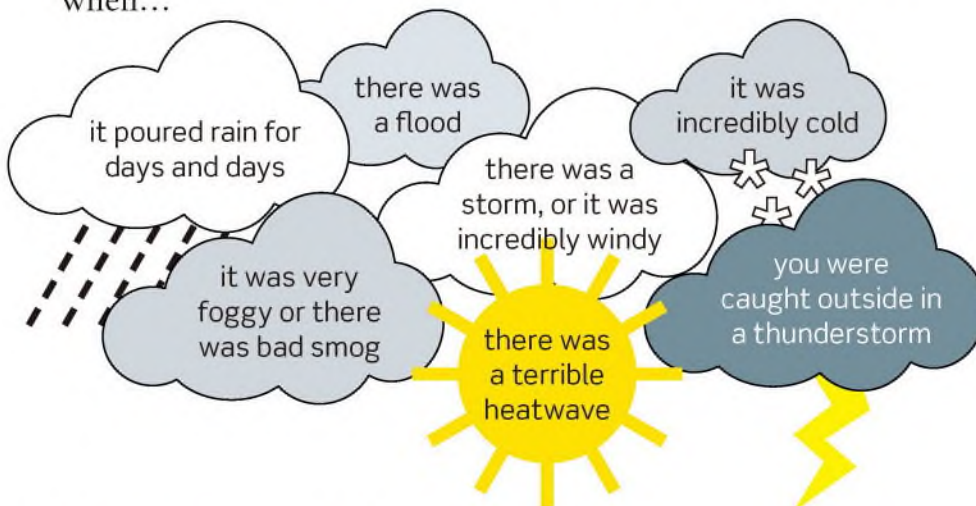 when…
it poured rain for
days and days
there was
a flood
there was a
storm, or it was
incredibly windy
it was
incredibly cold
it was very
foggy or there
was bad smog
there was
a terrible
heatwave
you were
caught outside in
a thunderstorm